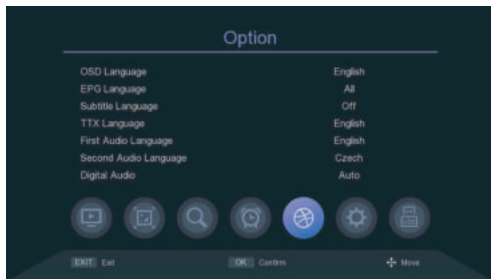 Option
OSD Language English
EPG Language All
Subtitle Language Off
TTX Language English
First Audio Language English
Second Audio Language Czech
Digital Audio Auto
EXIT Exit OK Confirm Move